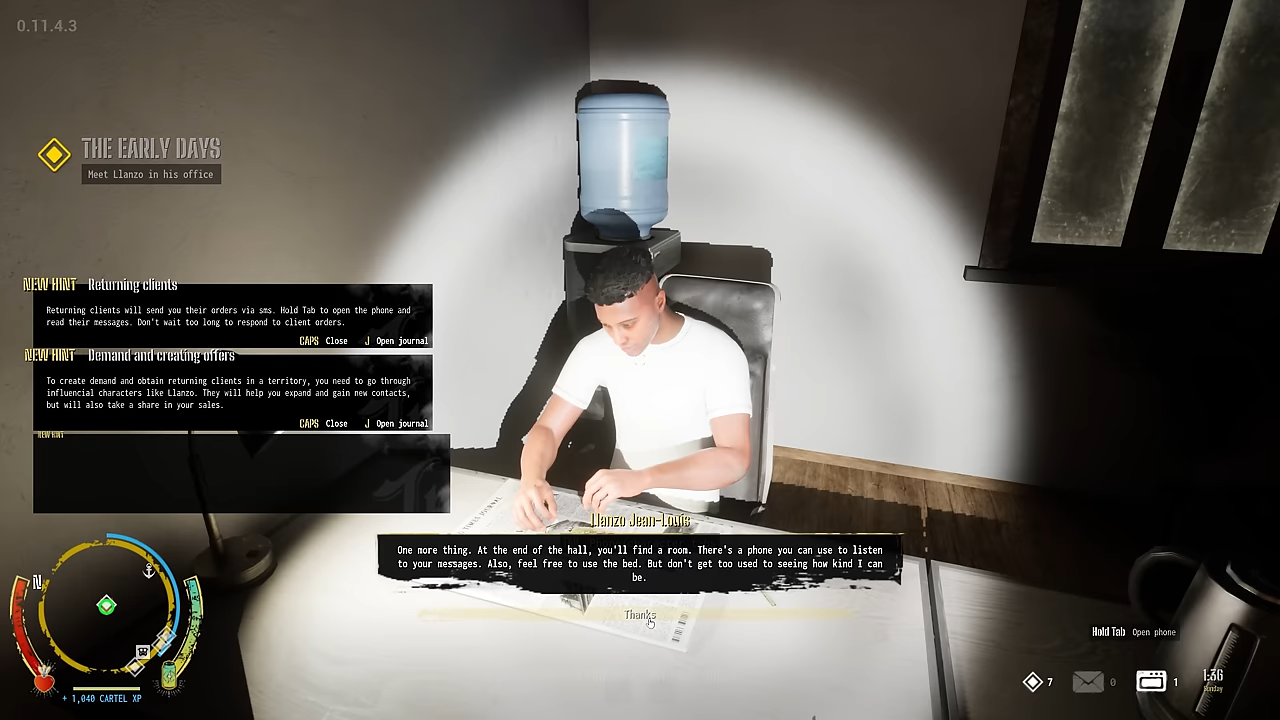 0.11.4.3
THE EARLY DAYS
Meet Llanzo in his office
NEW HINT Returning clients
Returning clients will send you their orders via sms. Hold Tab to open the phone and
read their messages. Don't wait too long to respond to client orders.
CAPS Close J Open journal
NEW HINT Demand and creating offers
To create demand and obtain returning clients in a territory, you need to go through
influential characters like Llanzo. They will help you expand and gain new contacts,
but will also take a share in your sales.
CAPS Close J Open journal
NEW HINT
Llanzo Jean-Louis
One more thing. At the end of the hall, you'll find a room. There's a phone you can use to listen
to your messages. Also, feel free to use the bed. But don't get too used to seeing how kind I can
be.
Thanks
N
+ 1,040 CARTEL XP
Hold Tab Open phone
7 0 1 1:36
Sunday